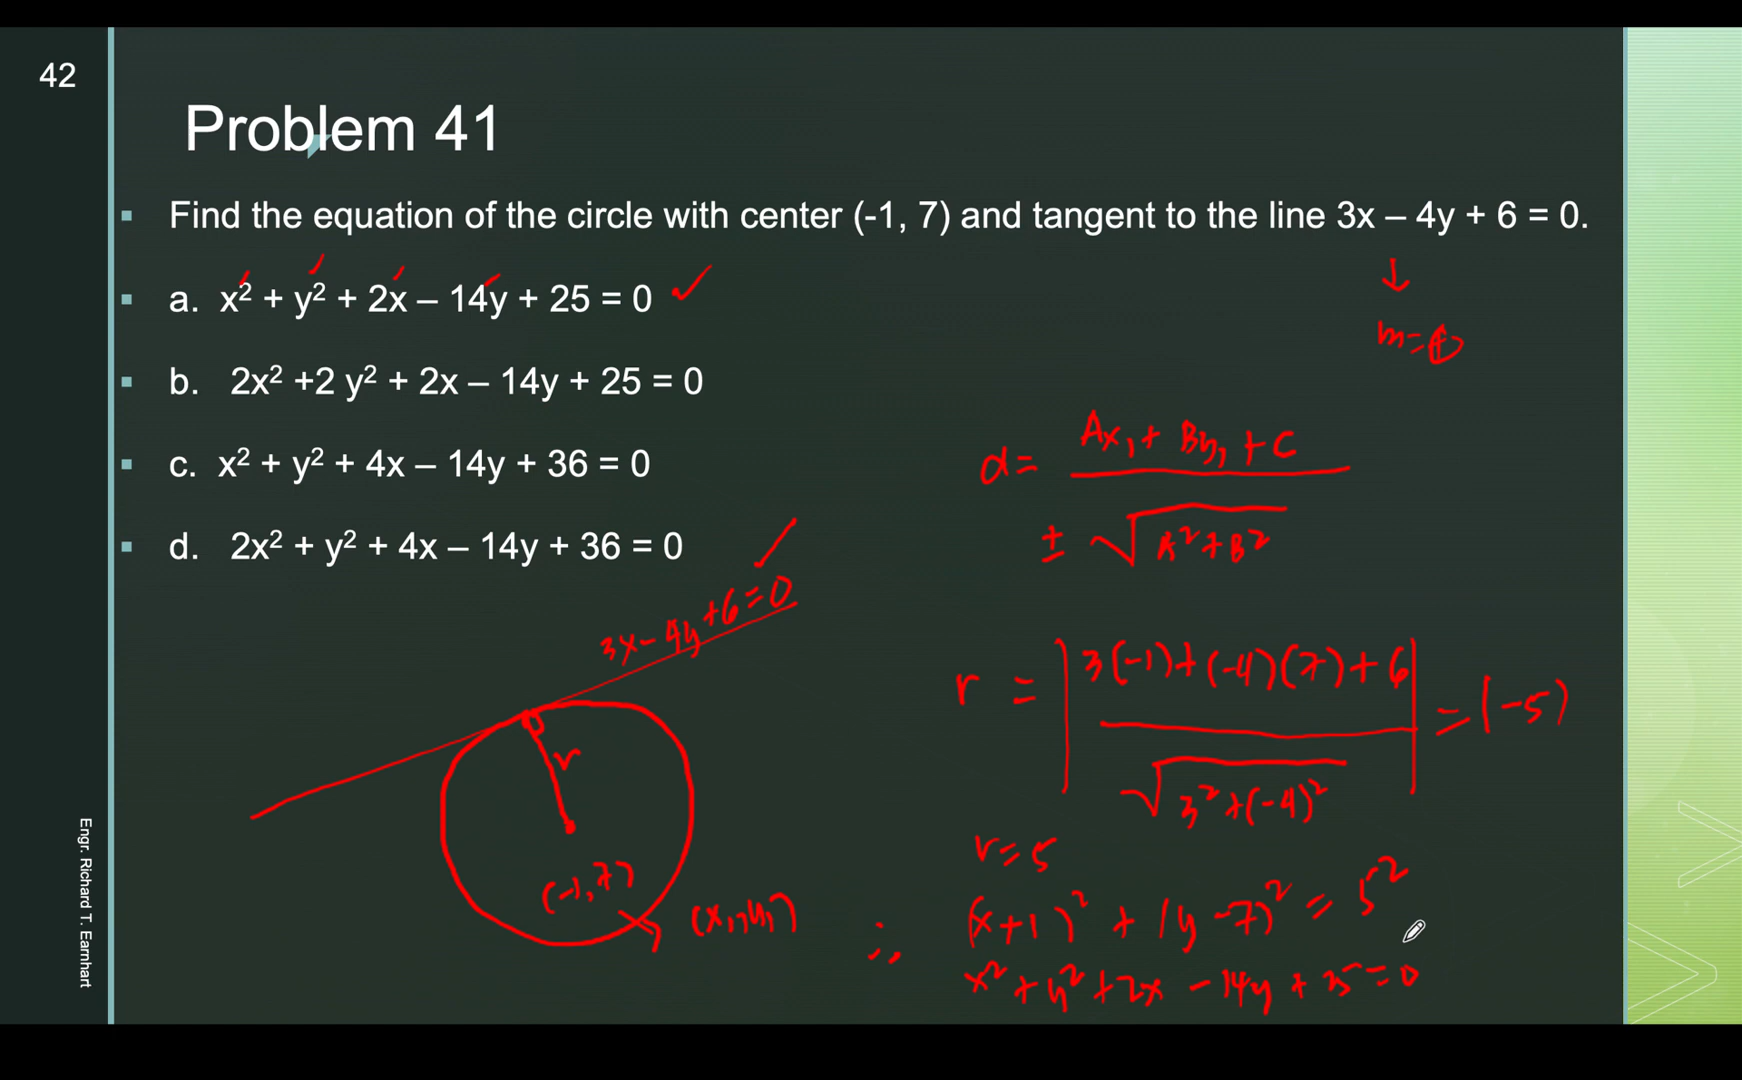 42
Problem 41
▪ Find the equation of the circle with center (-1, 7) and tangent to the line 3x – 4y + 6 = 0.
▪ a. x² + y² + 2x – 14y + 25 = 0 ✓
▪ b. 2x² +2 y² + 2x – 14y + 25 = 0
▪ c. x² + y² + 4x – 14y + 36 = 0
▪ d. 2x² + y² + 4x – 14y + 36 = 0
↓
m = ⊕
d = Ax₁ + By₁ + C
± √A² + B²
3x - 4y + 6 = 0
r = | 3(-1) + (-4)(7) + 6 | = (-5)
√3² + (-4)²
r
(-1, 7)
(x₁, y₁)
r = 5
∴ (x + 1)² + (y - 7)² = 5²
x² + y² + 2x - 14y + 25 = 0
Engr. Richard T. Earnhart